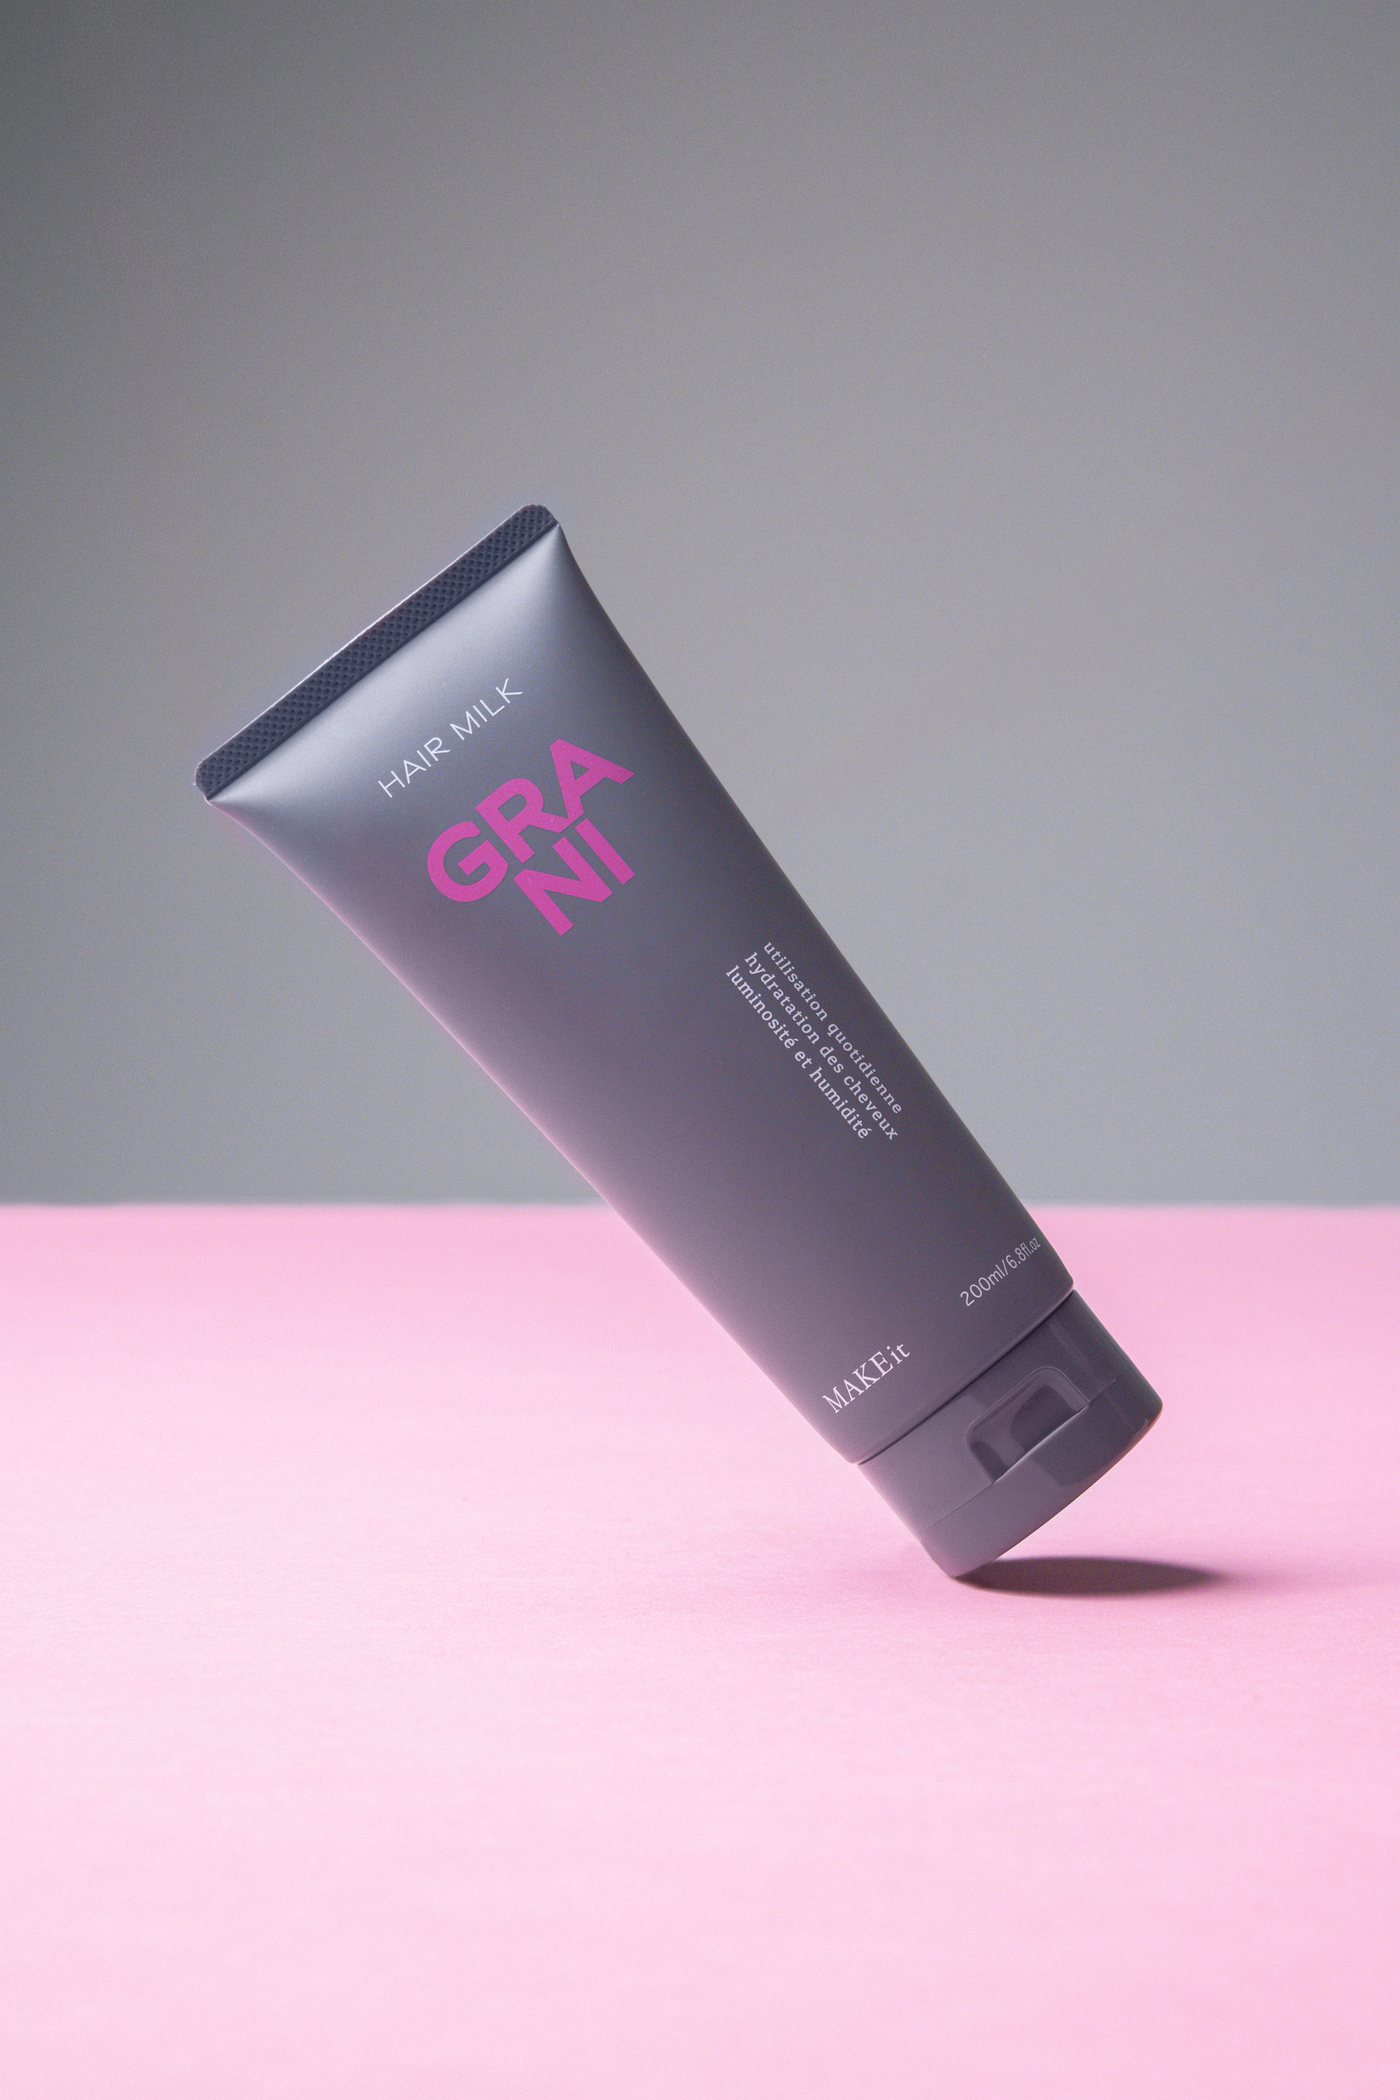 HAIR MILK
GRA
NI
utilisation quotidienne
hydratation des cheveux
luminosité et humidité
200ml/6.8fl.oz
MAKEit